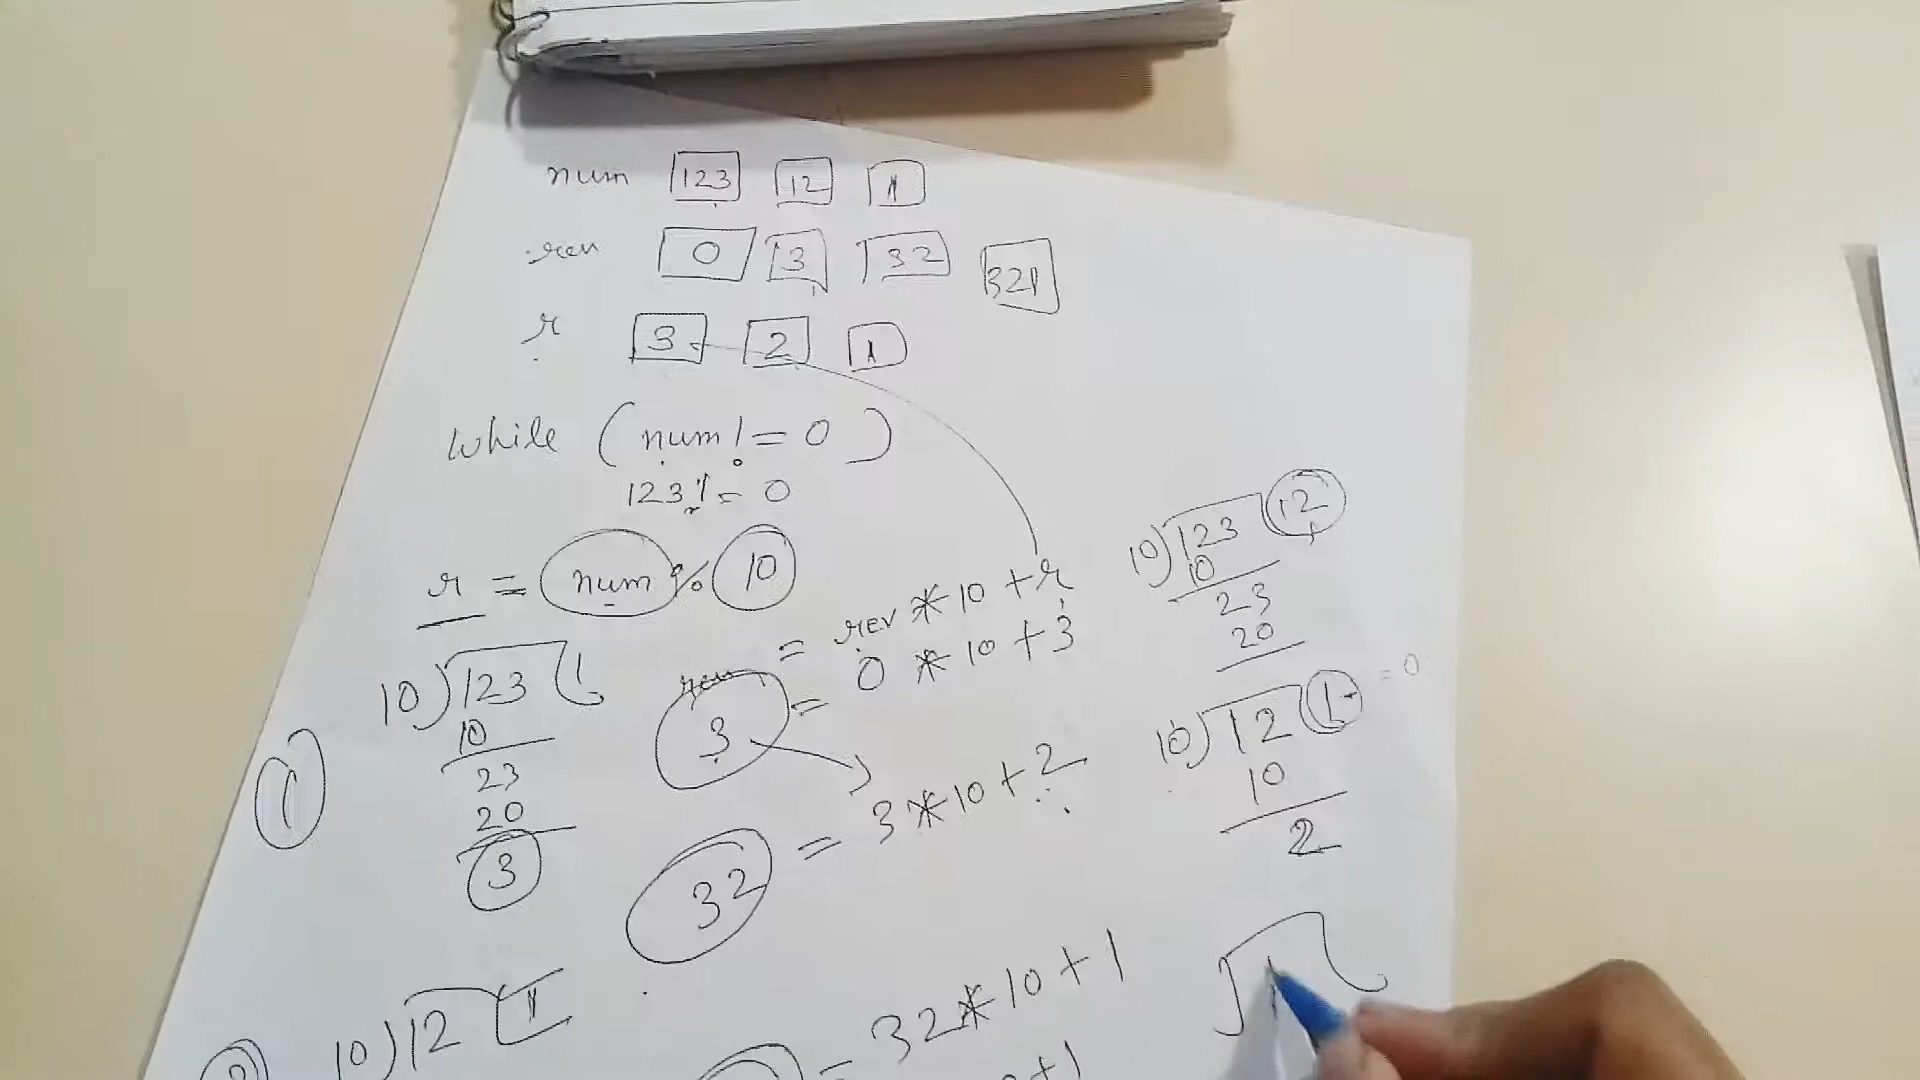 num 123 12 1
rev 0 3 32 321
r 3 2 1
while (num != 0)
123 != 0
r = num % 10
10) 123 (
10
23
20
3
1
= rev * 10 + r
3 = 0 * 10 + 3
32 = 3 * 10 + 2
= 32 * 10 + 1
+1
10) 123 (12
10
23
20
10) 12 (1 = 0
10
2
10) 12 (1